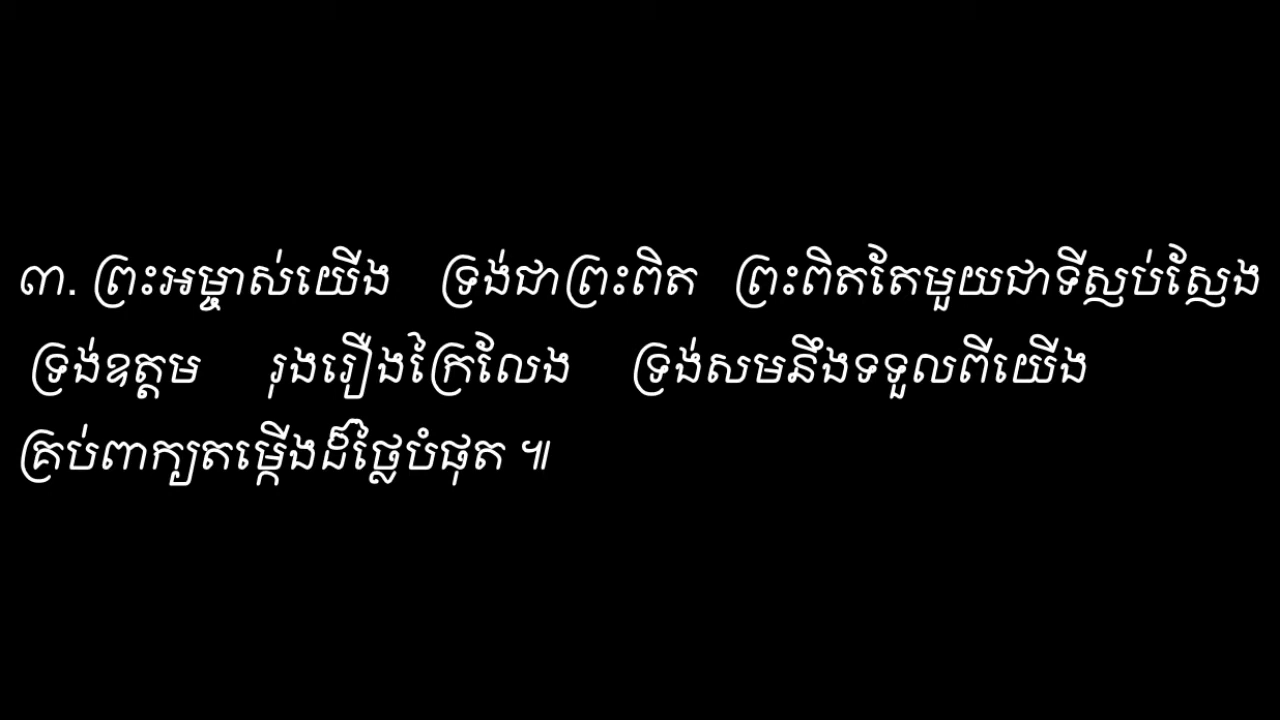 ៣. ព្រះអម្ចាស់យើង ទ្រង់ជាព្រះពិត ព្រះពិតតែមួយជាទីស្ញប់ស្ញែង
ទ្រង់ឧត្តម រុងរឿងក្រៃលែង ទ្រង់សមនឹងទទួលពីយើង
គ្រប់ពាក្យតម្កើងដ៏ថ្លៃបំផុត ៕